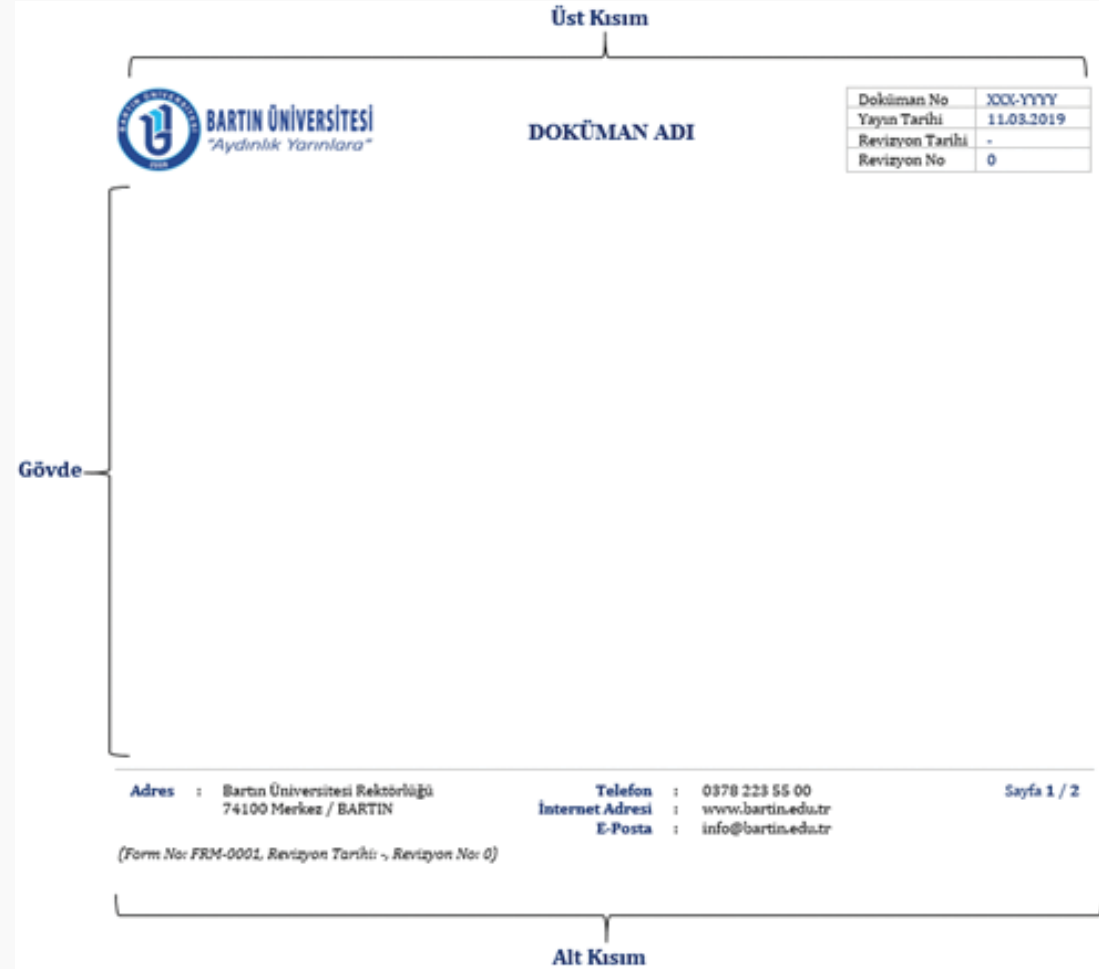 Üst Kısım
BARTIN ÜNİVERSİTESİ
"Aydınlık Yarınlara"
DOKÜMAN ADI
Doküman No XXX-YYYY
Yayın Tarihi 11.03.2019
Revizyon Tarihi -
Revizyon No 0
Gövde
Adres : Bartın Üniversitesi Rektörlüğü
74100 Merkez / BARTIN
Telefon : 0378 223 55 00
İnternet Adresi : www.bartin.edu.tr
E-Posta : info@bartin.edu.tr
Sayfa 1 / 2
(Form No: FRM-0001, Revizyon Tarihi: -, Revizyon No: 0)
Alt Kısım